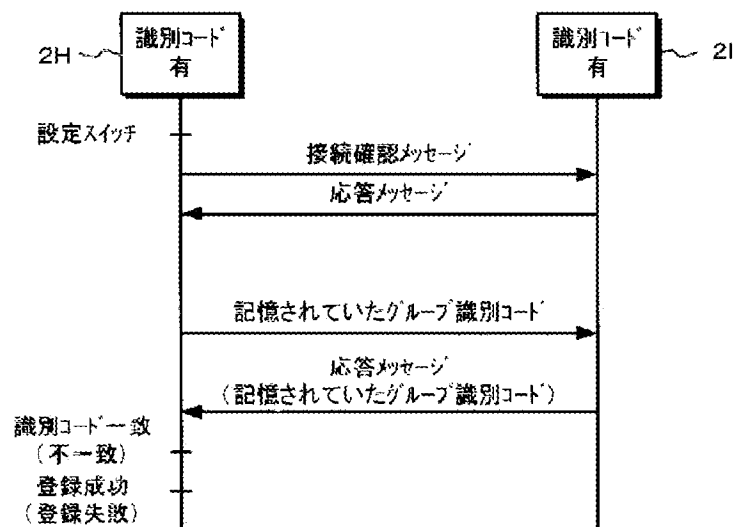 2H
識別コード
有
識別コード
有
2I
設定スイッチ
接続確認メッセージ
応答メッセージ
記憶されていたグループ識別コード
応答メッセージ
(記憶されていたグループ識別コード)
識別コード一致
(不一致)
登録成功
(登録失敗)